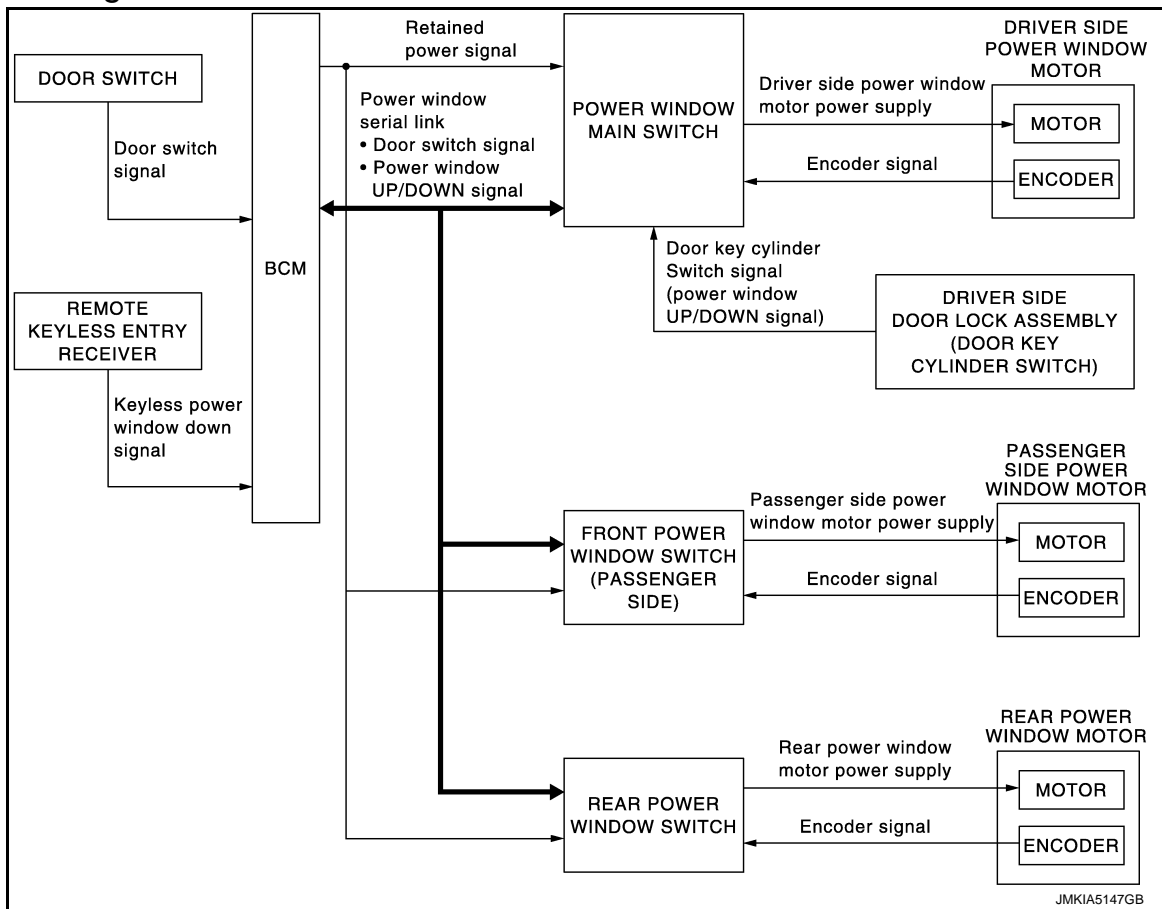 Retained
power signal
DOOR SWITCH
Door switch
signal
BCM
REMOTE
KEYLESS ENTRY
RECEIVER
Keyless power
window down
signal
Power window
serial link
• Door switch signal
• Power window
UP/DOWN signal
POWER WINDOW
MAIN SWITCH
Driver side power window
motor power supply
Encoder signal
DRIVER SIDE
POWER WINDOW
MOTOR
MOTOR
ENCODER
Door key cylinder
Switch signal
(power window
UP/DOWN signal)
DRIVER SIDE
DOOR LOCK ASSEMBLY
(DOOR KEY
CYLINDER SWITCH)
FRONT POWER
WINDOW SWITCH
(PASSENGER
SIDE)
Passenger side power
window motor power supply
Encoder signal
PASSENGER
SIDE POWER
WINDOW MOTOR
MOTOR
ENCODER
REAR POWER
WINDOW SWITCH
Rear power window
motor power supply
Encoder signal
REAR POWER
WINDOW MOTOR
MOTOR
ENCODER
JMKIA5147GB